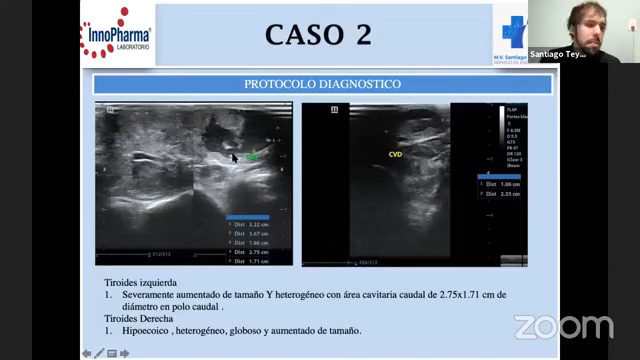 InnoPharma
LABORATORIO
CASO 2
M.V. Santiago
Santiago Tey...
PROTOCOLO DIAGNOSTICO
CVD
1 Dist 3.22 cm
2 Dist 3.67 cm
3 Dist 1.86 cm
4 Dist 2.75 cm
5 Dist 1.71 cm
1 Dist 1.06 cm
2 Dist 2.35 cm
Tiroides izquierda
1. Severamente aumentado de tamaño Y heterogéneo con área cavitaria caudal de 2.75x1.71 cm de
diámetro en polo caudal .
Tiroides Derecha
1. Hipoecoico , heterogéneo, globoso y aumentado de tamaño.
zoom